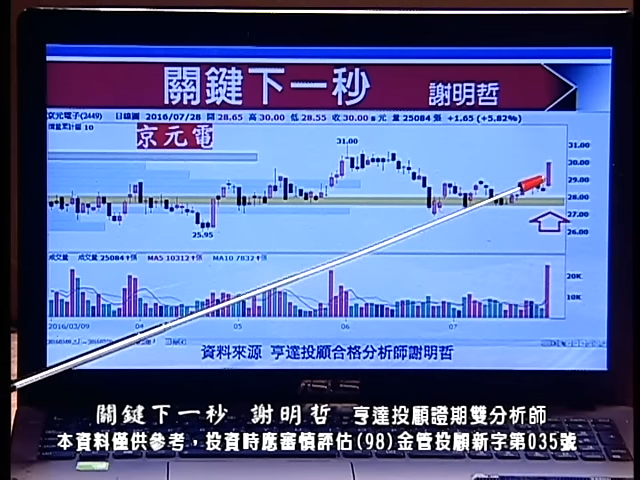 關鍵下一秒 謝明哲
京元電子(2449) 日線圖 2016/07/28 開 28.65 高 30.00 低 28.55 收 30.00 s 元 量 25084 張 +1.65 (+5.82%)
10
京元電
31.00
31.00
30.00
29.00
28.00
27.00
26.00
25.95
成交量 成交量 25084↑張 MA5 10312↑張 MA10 7832↑張
20K
10K
2016/03/09 04 05 06 07
資料來源 亨達投顧合格分析師謝明哲
ASUS
關鍵下一秒 謝明哲 亨達投顧證期雙分析師
本資料僅供參考，投資時應審慎評估(98)金管投顧新字第035號